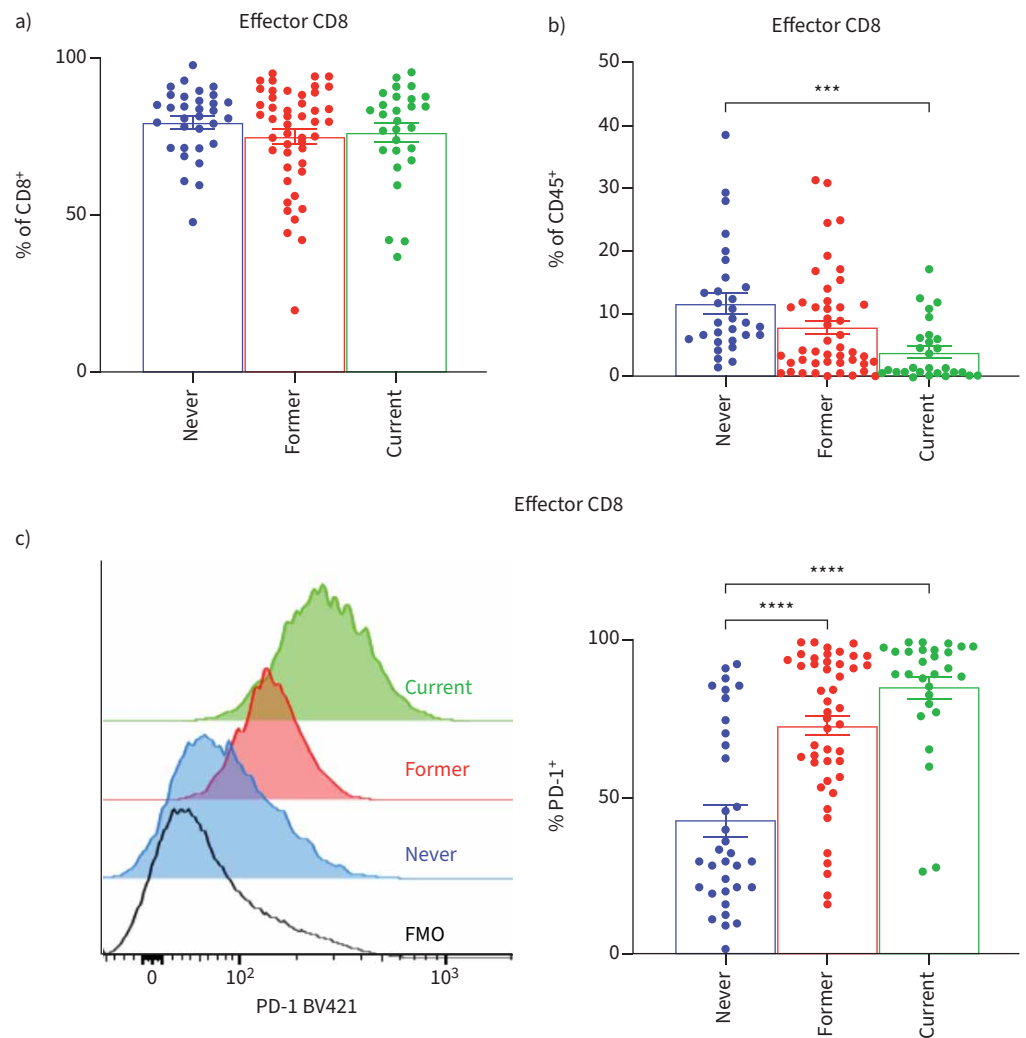 a)
Effector CD8
% of CD8⁺
100
50
0
Never
Former
Current
b)
Effector CD8
% of CD45⁺
50
40
30
20
10
0
***
Never
Former
Current
Effector CD8
c)
Current
Former
Never
FMO
0
10²
10³
PD-1 BV421
% PD-1⁺
100
50
0
****
****
Never
Former
Current